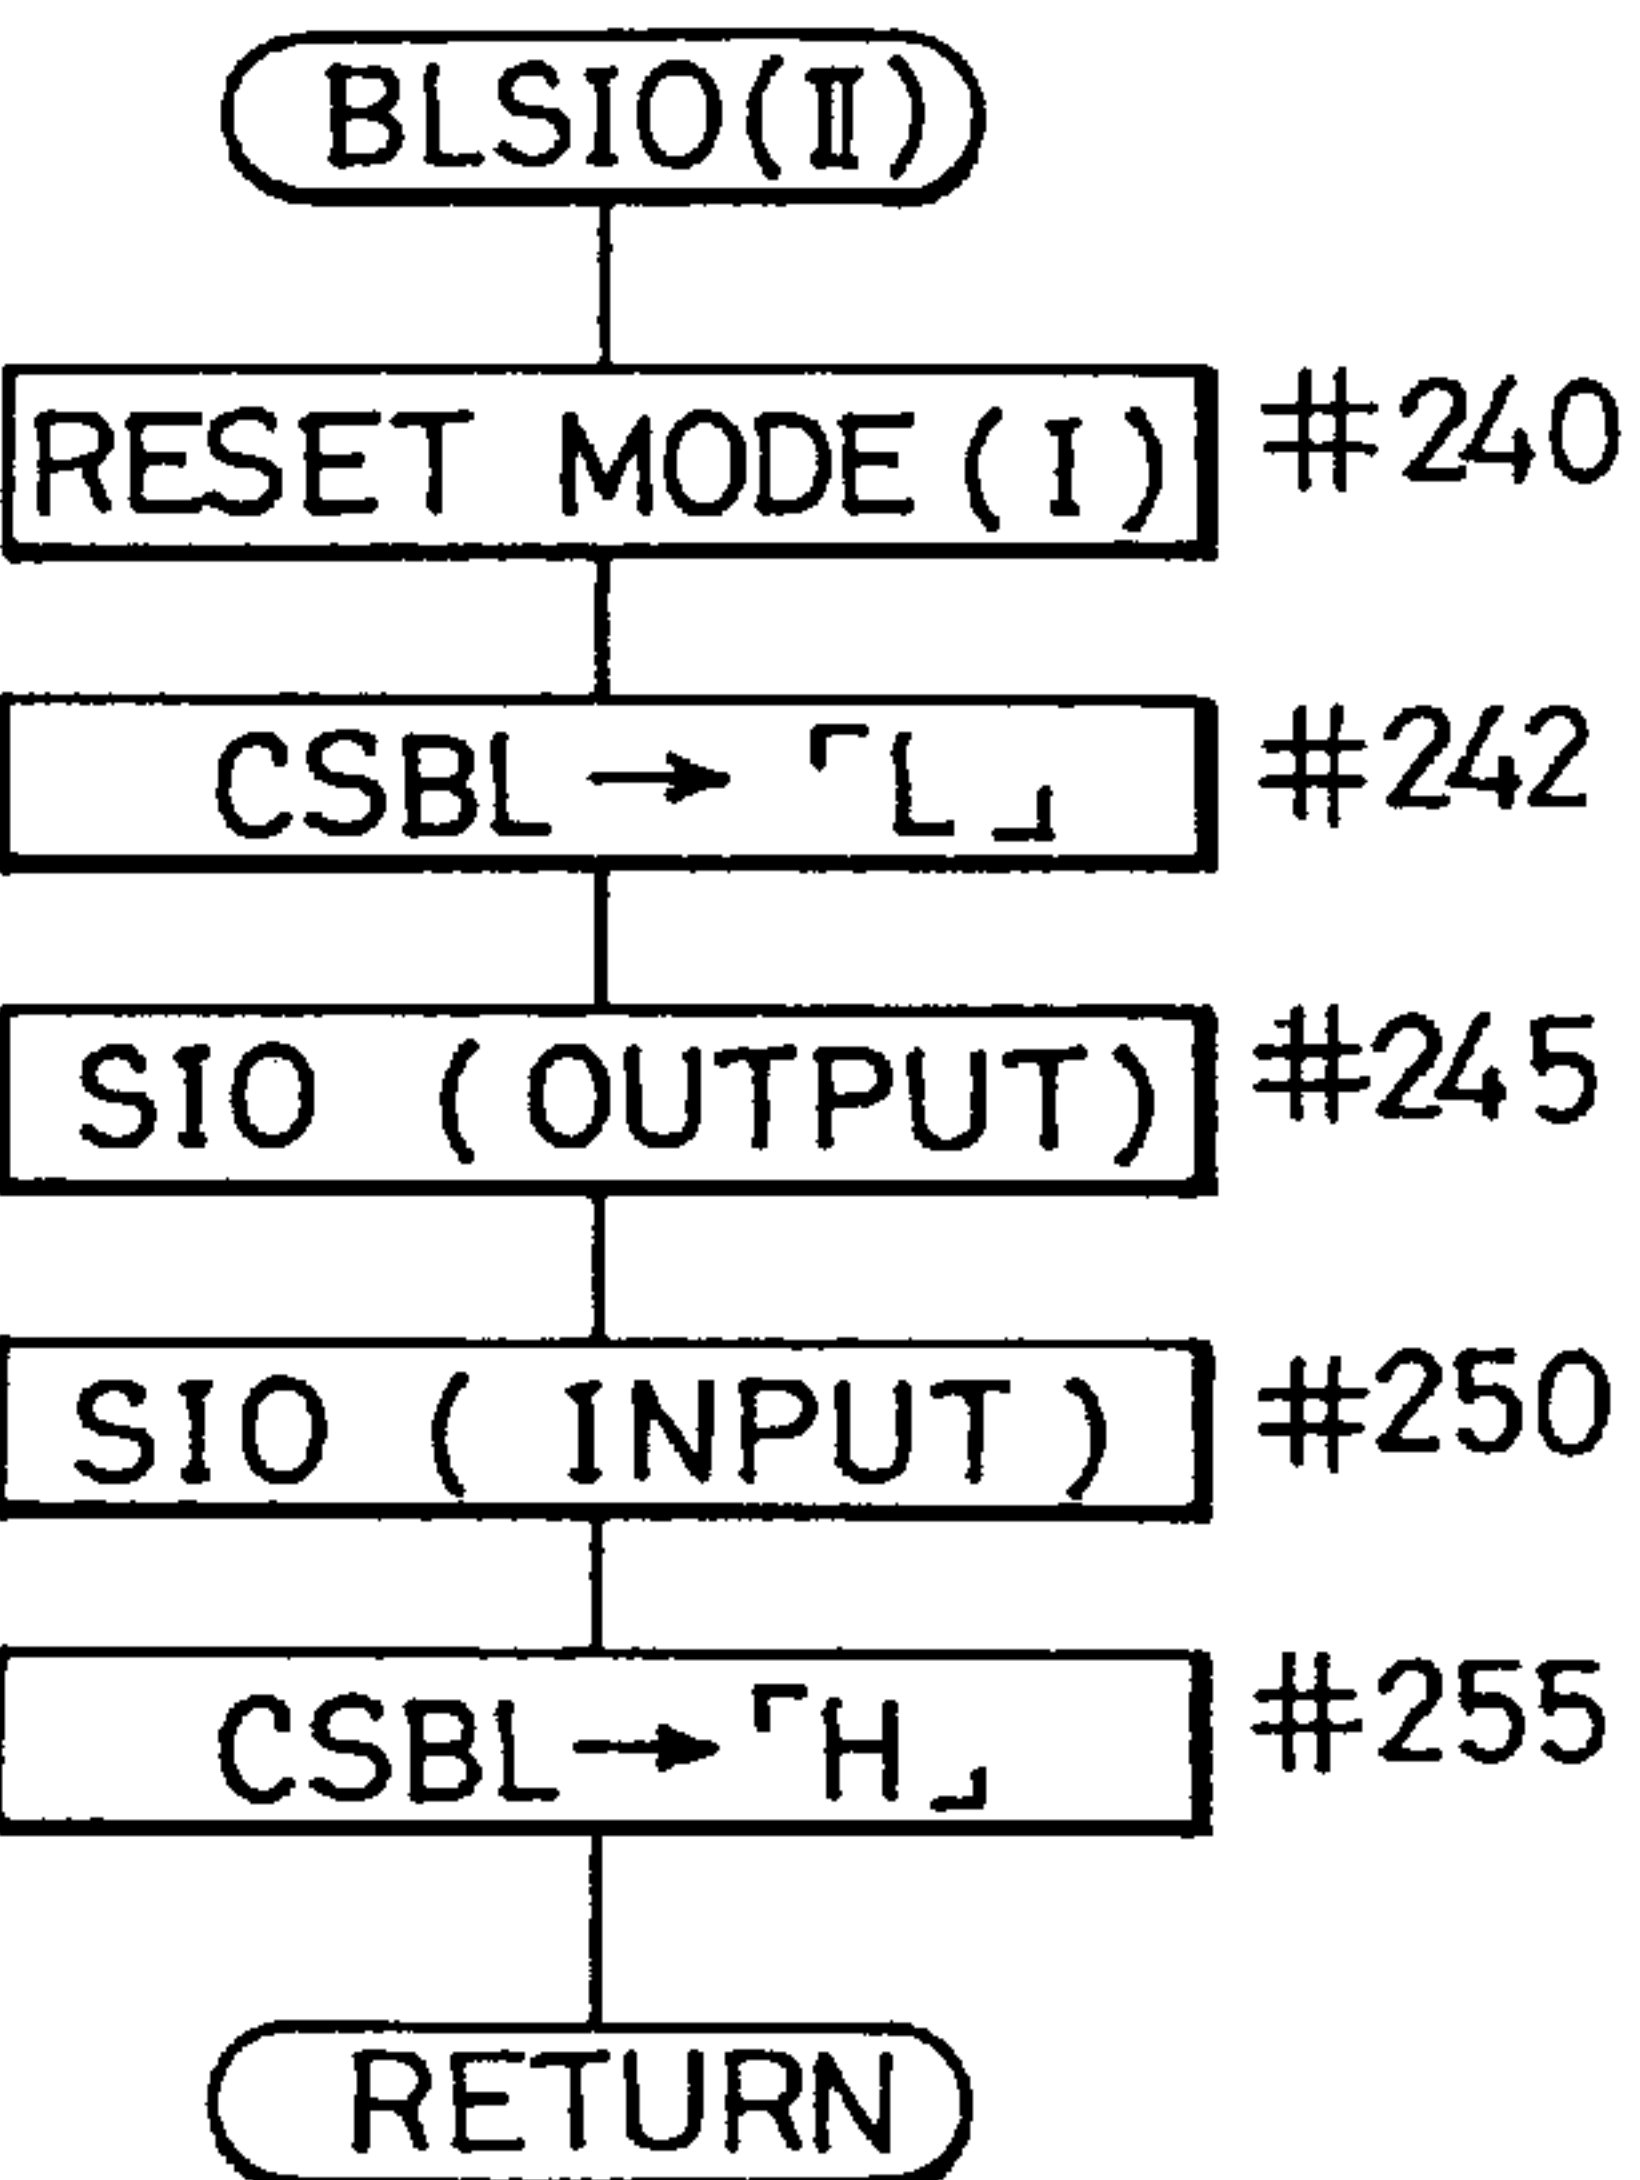 BLSIO(II)
RESET MODE(I) #240
CSBL→「L」 #242
SIO (OUTPUT) #245
SIO (INPUT) #250
CSBL→「H」 #255
RETURN